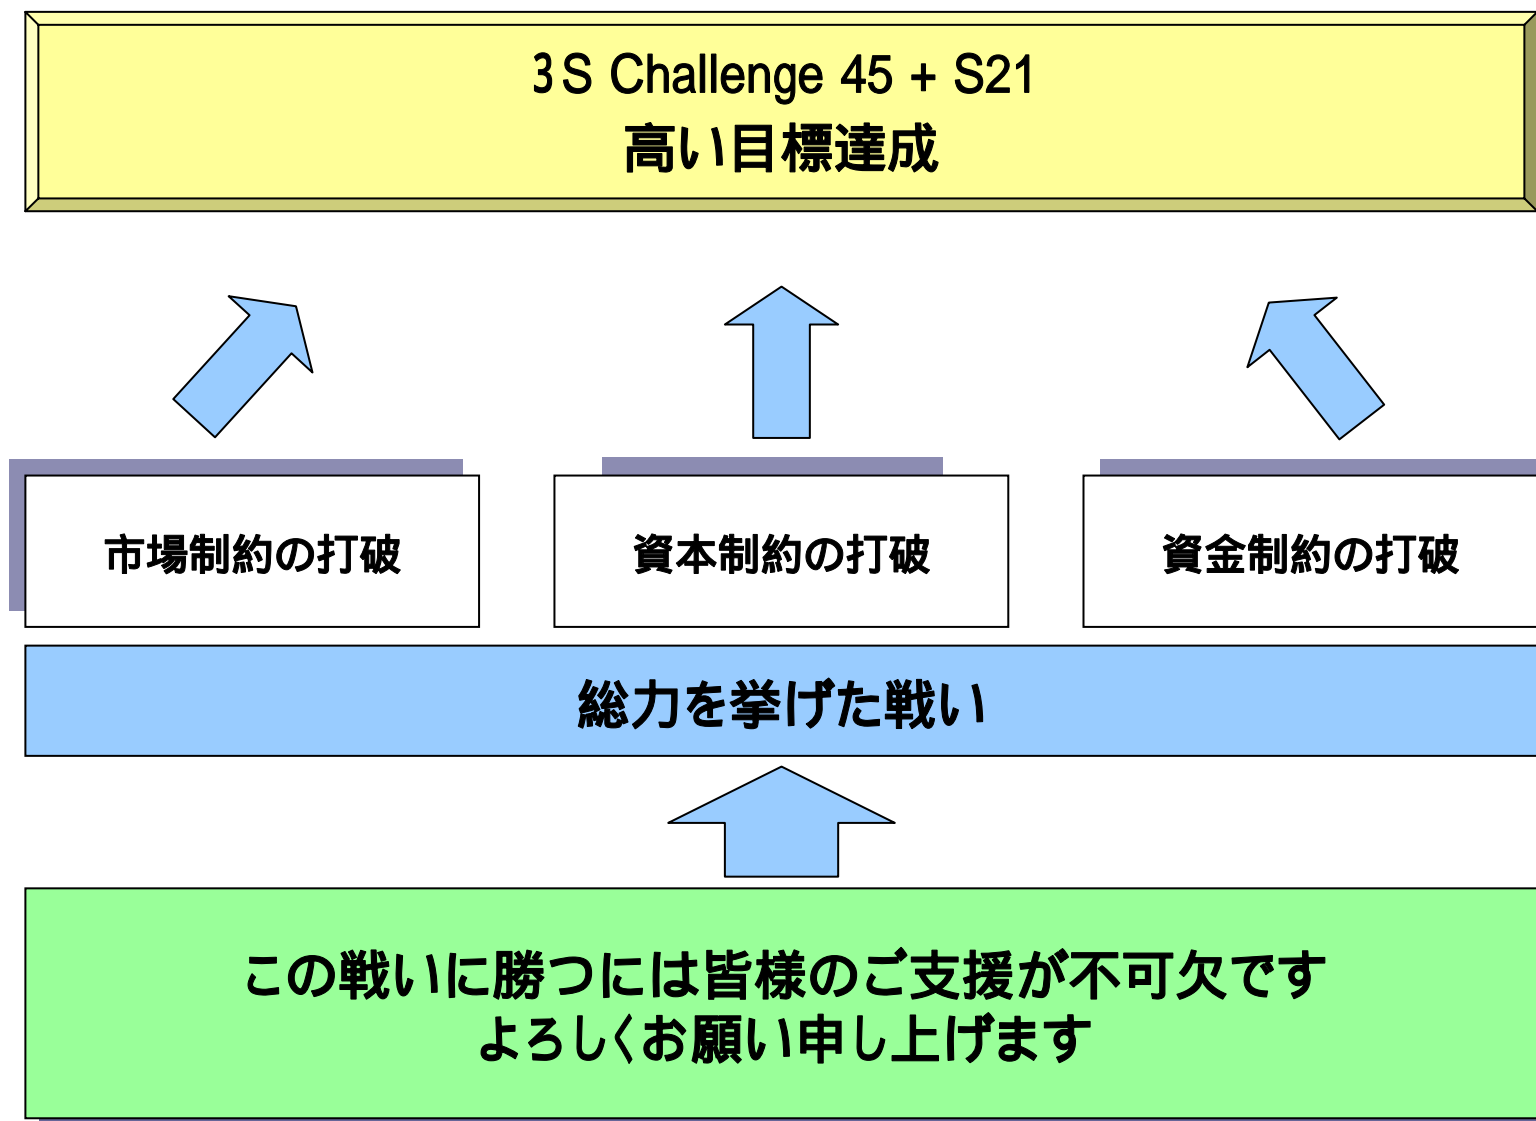 3S Challenge 45 + S21
高い目標達成
市場制約の打破
資本制約の打破
資金制約の打破
総力を挙げた戦い
この戦いに勝つには皆様のご支援が不可欠です
よろしくお願い申し上げます